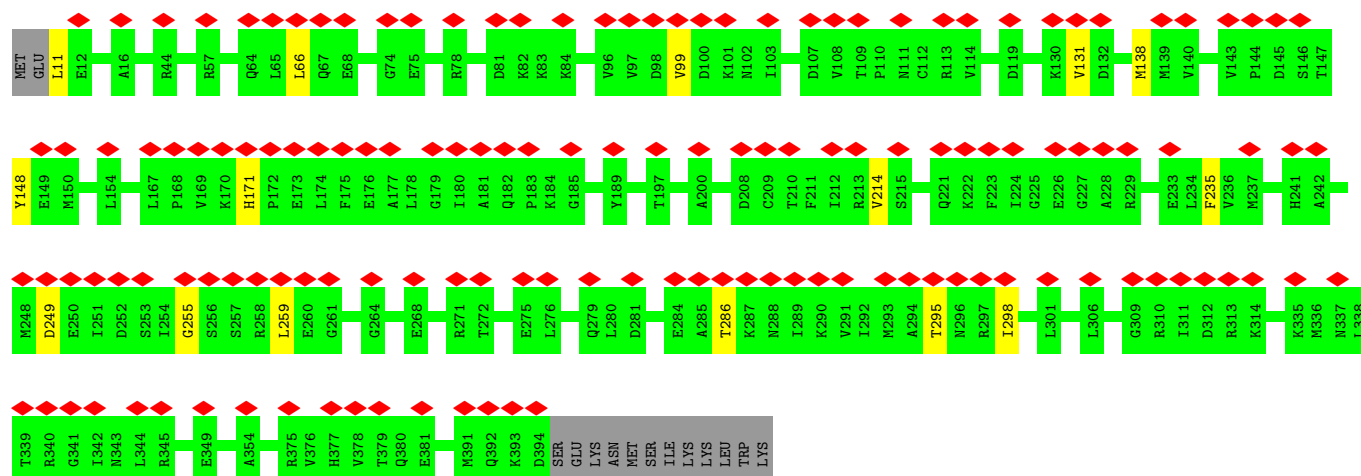 MET GLU L11 E12 A16 R44 R57 Q64 L65 L66 Q67 E68 G74 E75 R78 D81 K82 K83 K84 V96 V97 D98 V99 D100 K101 N102 I103 D107 V108 T109 P110 N111 C112 R113 V114 D119 K130 V131 D132 M138 M139 V140 V143 P144 D145 S146 T147
Y148 E149 M150 L154 L167 P168 V169 K170 H171 P172 E173 L174 F175 E176 A177 L178 G179 I180 A181 Q182 P183 K184 G185 Y189 T197 A200 D208 C209 T210 F211 I212 R213 V214 S215 Q221 K222 F223 I224 G225 E226 G227 A228 R229 E233 L234 F235 V236 M237 H241 A242
M248 D249 E250 I251 D252 S253 I254 G255 S256 S257 R258 L259 E260 G261 G264 E268 R271 T272 E275 L276 Q279 L280 D281 E284 A285 T286 K287 N288 I289 K290 V291 I292 M293 A294 T295 N296 R297 I298 L301 L306 G309 R310 I311 D312 R313 K314 K335 M336 N337 L338
T339 R340 G341 I342 N343 L344 R345 E349 A354 R375 V376 H377 V378 T379 Q380 E381 M391 Q392 K393 D394 SER GLU LYS ASN MET SER ILE LYS LYS LEU TRP LYS